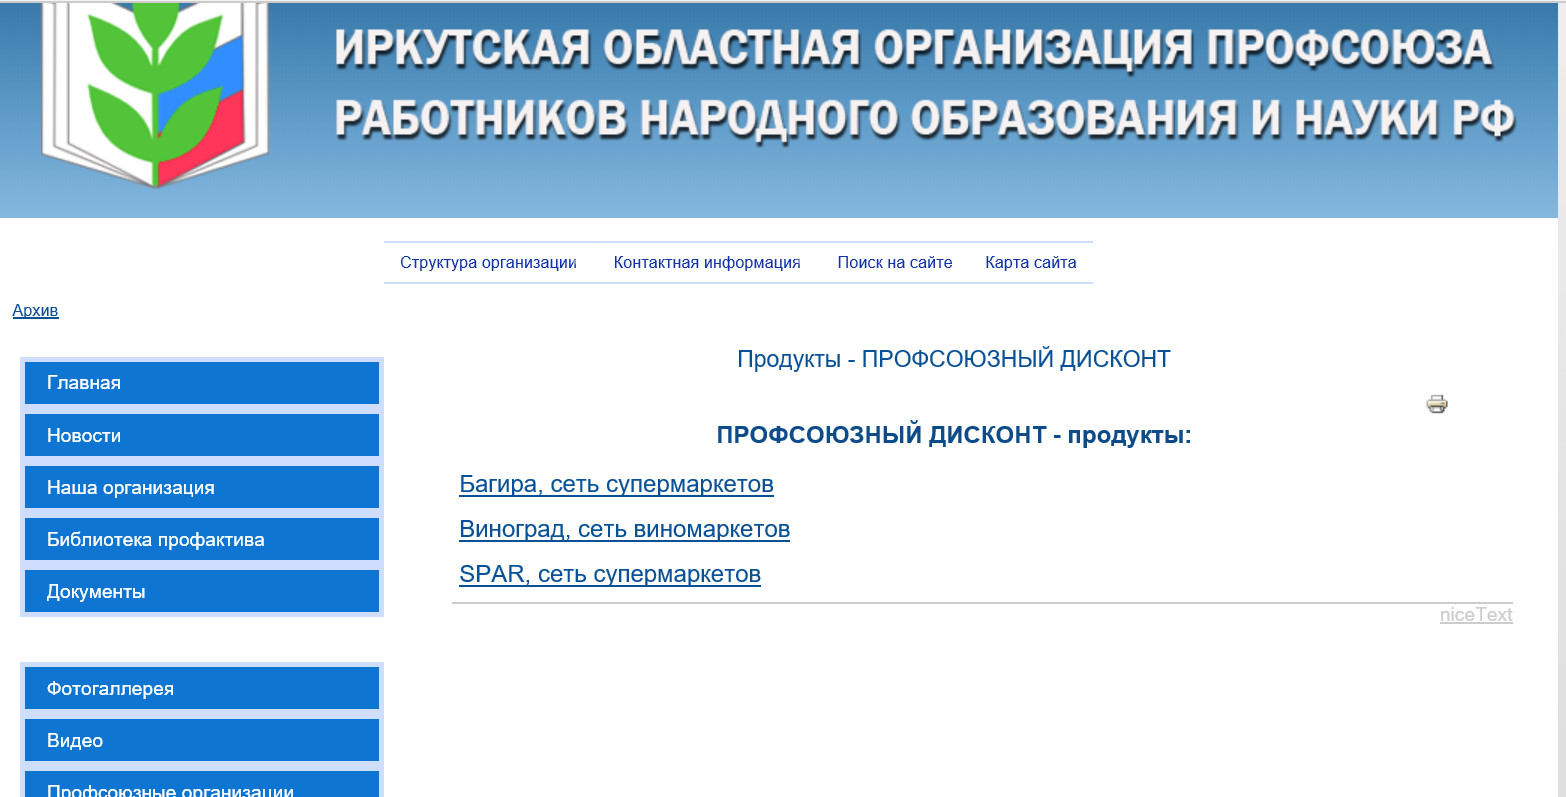 ИРКУТСКАЯ ОБЛАСТНАЯ ОРГАНИЗАЦИЯ ПРОФСОЮЗА
РАБОТНИКОВ НАРОДНОГО ОБРАЗОВАНИЯ И НАУКИ РФ
Структура организации Контактная информация Поиск на сайте Карта сайта
Архив
Главная
Новости
Наша организация
Библиотека профактива
Документы
Фотогаллерея
Видео
Профсоюзные организации
Продукты - ПРОФСОЮЗНЫЙ ДИСКОНТ
ПРОФСОЮЗНЫЙ ДИСКОНТ - продукты:
Багира, сеть супермаркетов
Виноград, сеть виномаркетов
SPAR, сеть супермаркетов
niceText